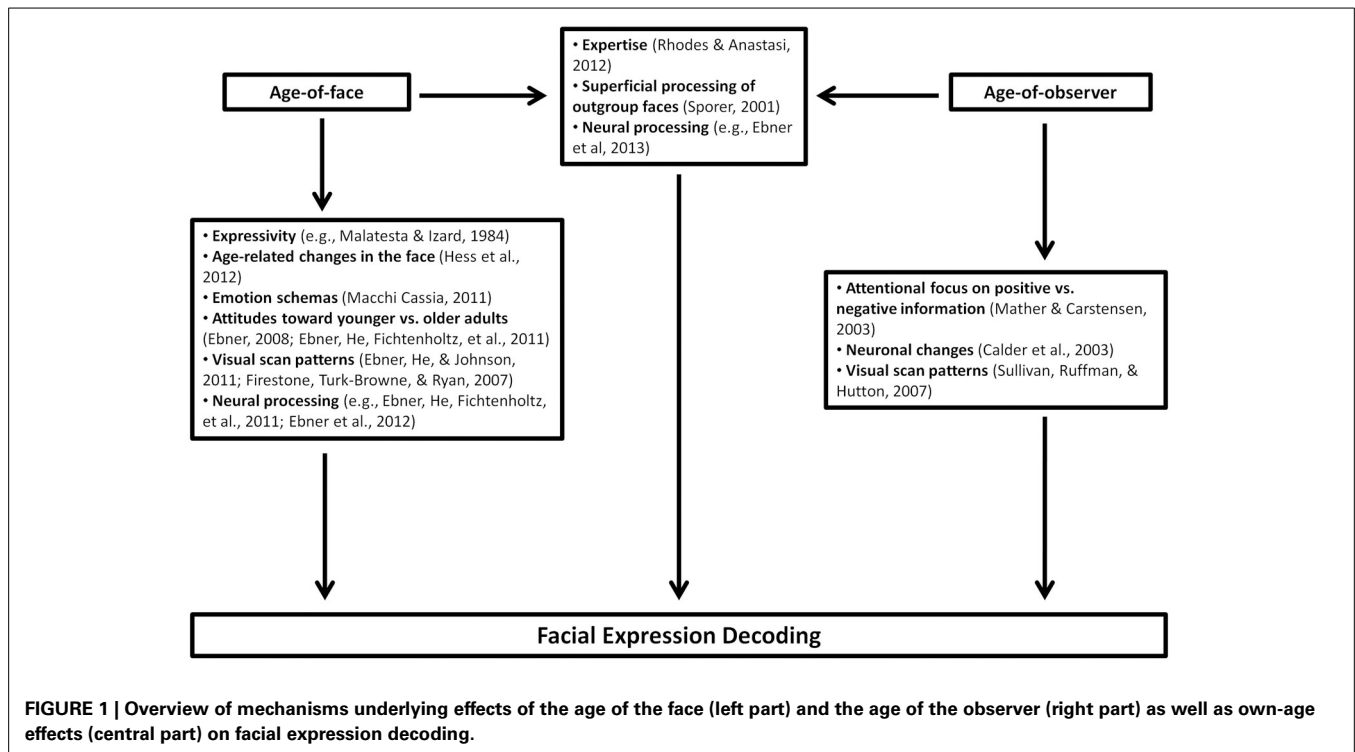 • Expertise (Rhodes & Anastasi,
2012)
• Superficial processing of
outgroup faces (Sporer, 2001)
• Neural processing (e.g., Ebner
et al, 2013)
Age-of-face
Age-of-observer
• Expressivity (e.g., Malatesta & Izard, 1984)
• Age-related changes in the face (Hess et al.,
2012)
• Emotion schemas (Macchi Cassia, 2011)
• Attitudes toward younger vs. older adults
(Ebner, 2008; Ebner, He, Fichtenholtz, et al., 2011)
• Visual scan patterns (Ebner, He, & Johnson,
2011; Firestone, Turk-Browne, & Ryan, 2007)
• Neural processing (e.g., Ebner, He, Fichtenholtz,
et al., 2011; Ebner et al., 2012)
• Attentional focus on positive vs.
negative information (Mather & Carstensen,
2003)
• Neuronal changes (Calder et al., 2003)
• Visual scan patterns (Sullivan, Ruffman, &
Hutton, 2007)
Facial Expression Decoding
FIGURE 1 | Overview of mechanisms underlying effects of the age of the face (left part) and the age of the observer (right part) as well as own-age
effects (central part) on facial expression decoding.